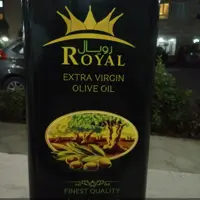 رويال
ROYAL
EXTRA VIRGIN
OLIVE OIL
FINEST QUALITY